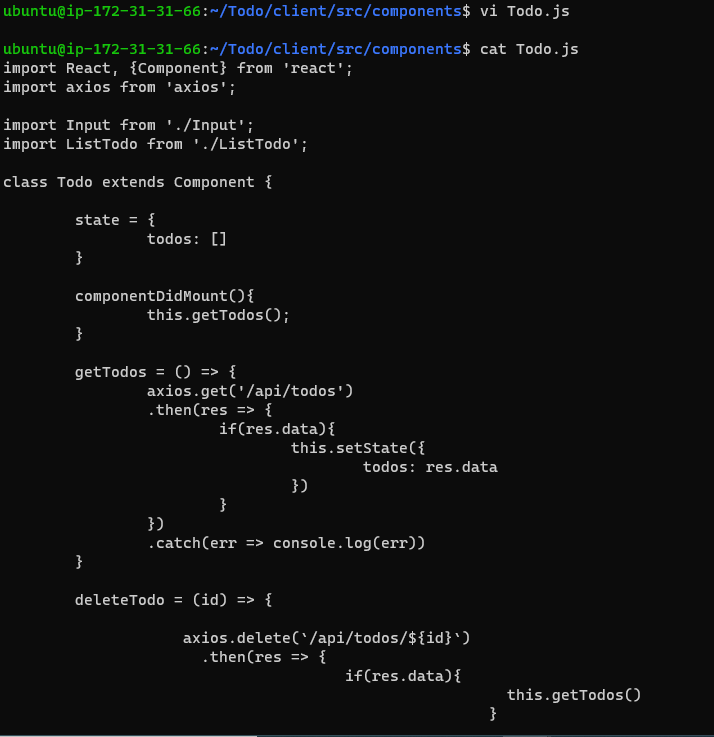 ubuntu@ip-172-31-31-66:~/Todo/client/src/components$ vi Todo.js
ubuntu@ip-172-31-31-66:~/Todo/client/src/components$ cat Todo.js
import React, {Component} from 'react';
import axios from 'axios';
import Input from './Input';
import ListTodo from './ListTodo';
class Todo extends Component {
state = {
todos: []
}
componentDidMount(){
this.getTodos();
}
getTodos = () => {
axios.get('/api/todos')
.then(res => {
if(res.data){
this.setState({
todos: res.data
})
}
})
.catch(err => console.log(err))
}
deleteTodo = (id) => {
axios.delete(`/api/todos/${id}`)
.then(res => {
if(res.data){
this.getTodos()
}